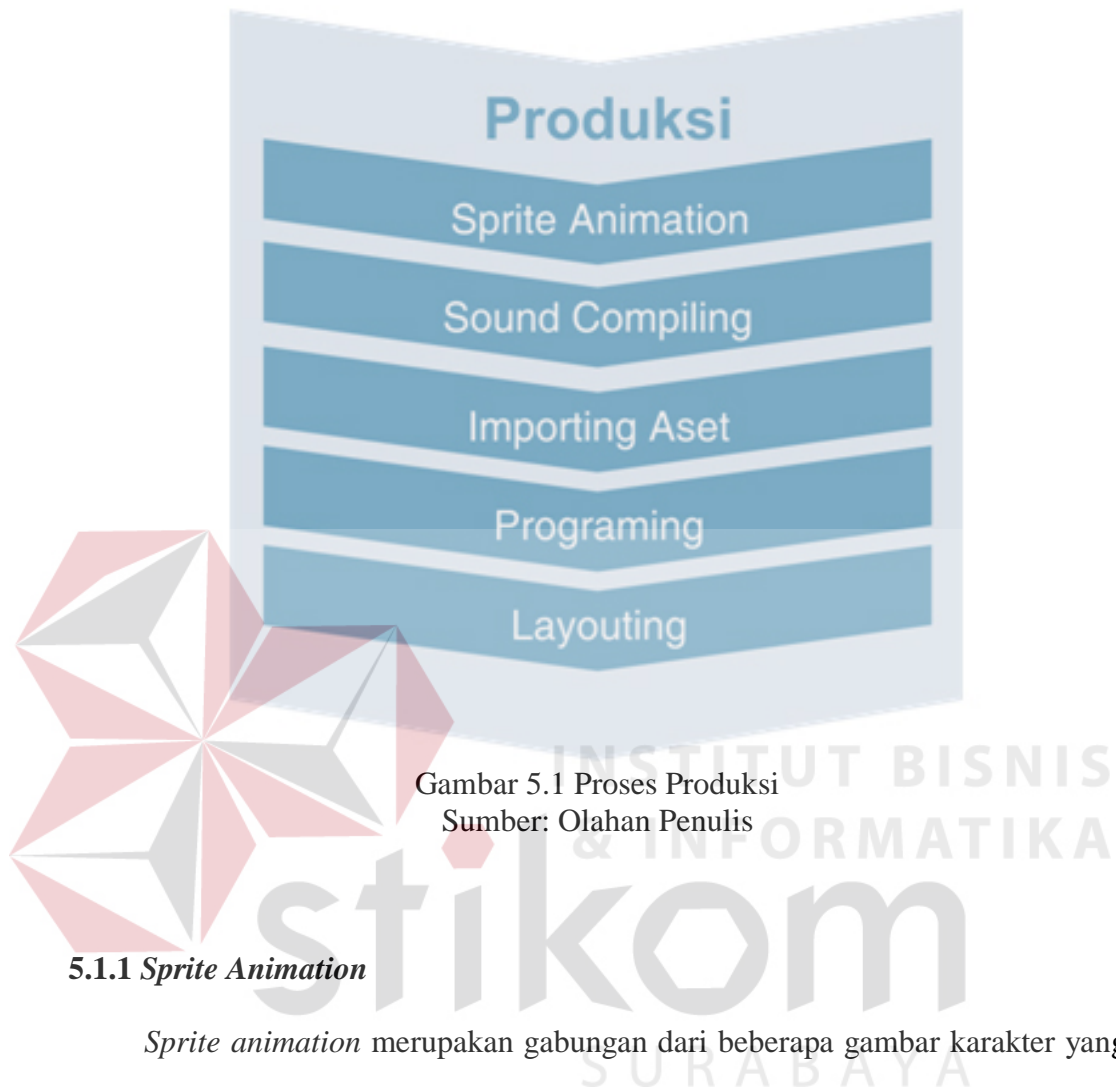 Produksi
Sprite Animation
Sound Compiling
Importing Aset
Programing
Layouting
INSTITUT BISNIS
Gambar 5.1 Proses Produksi
Sumber: Olahan Penulis
& INFORMATIKA
stikom
5.1.1 Sprite Animation
Sprite animation merupakan gabungan dari beberapa gambar karakter yang
SURABAYA